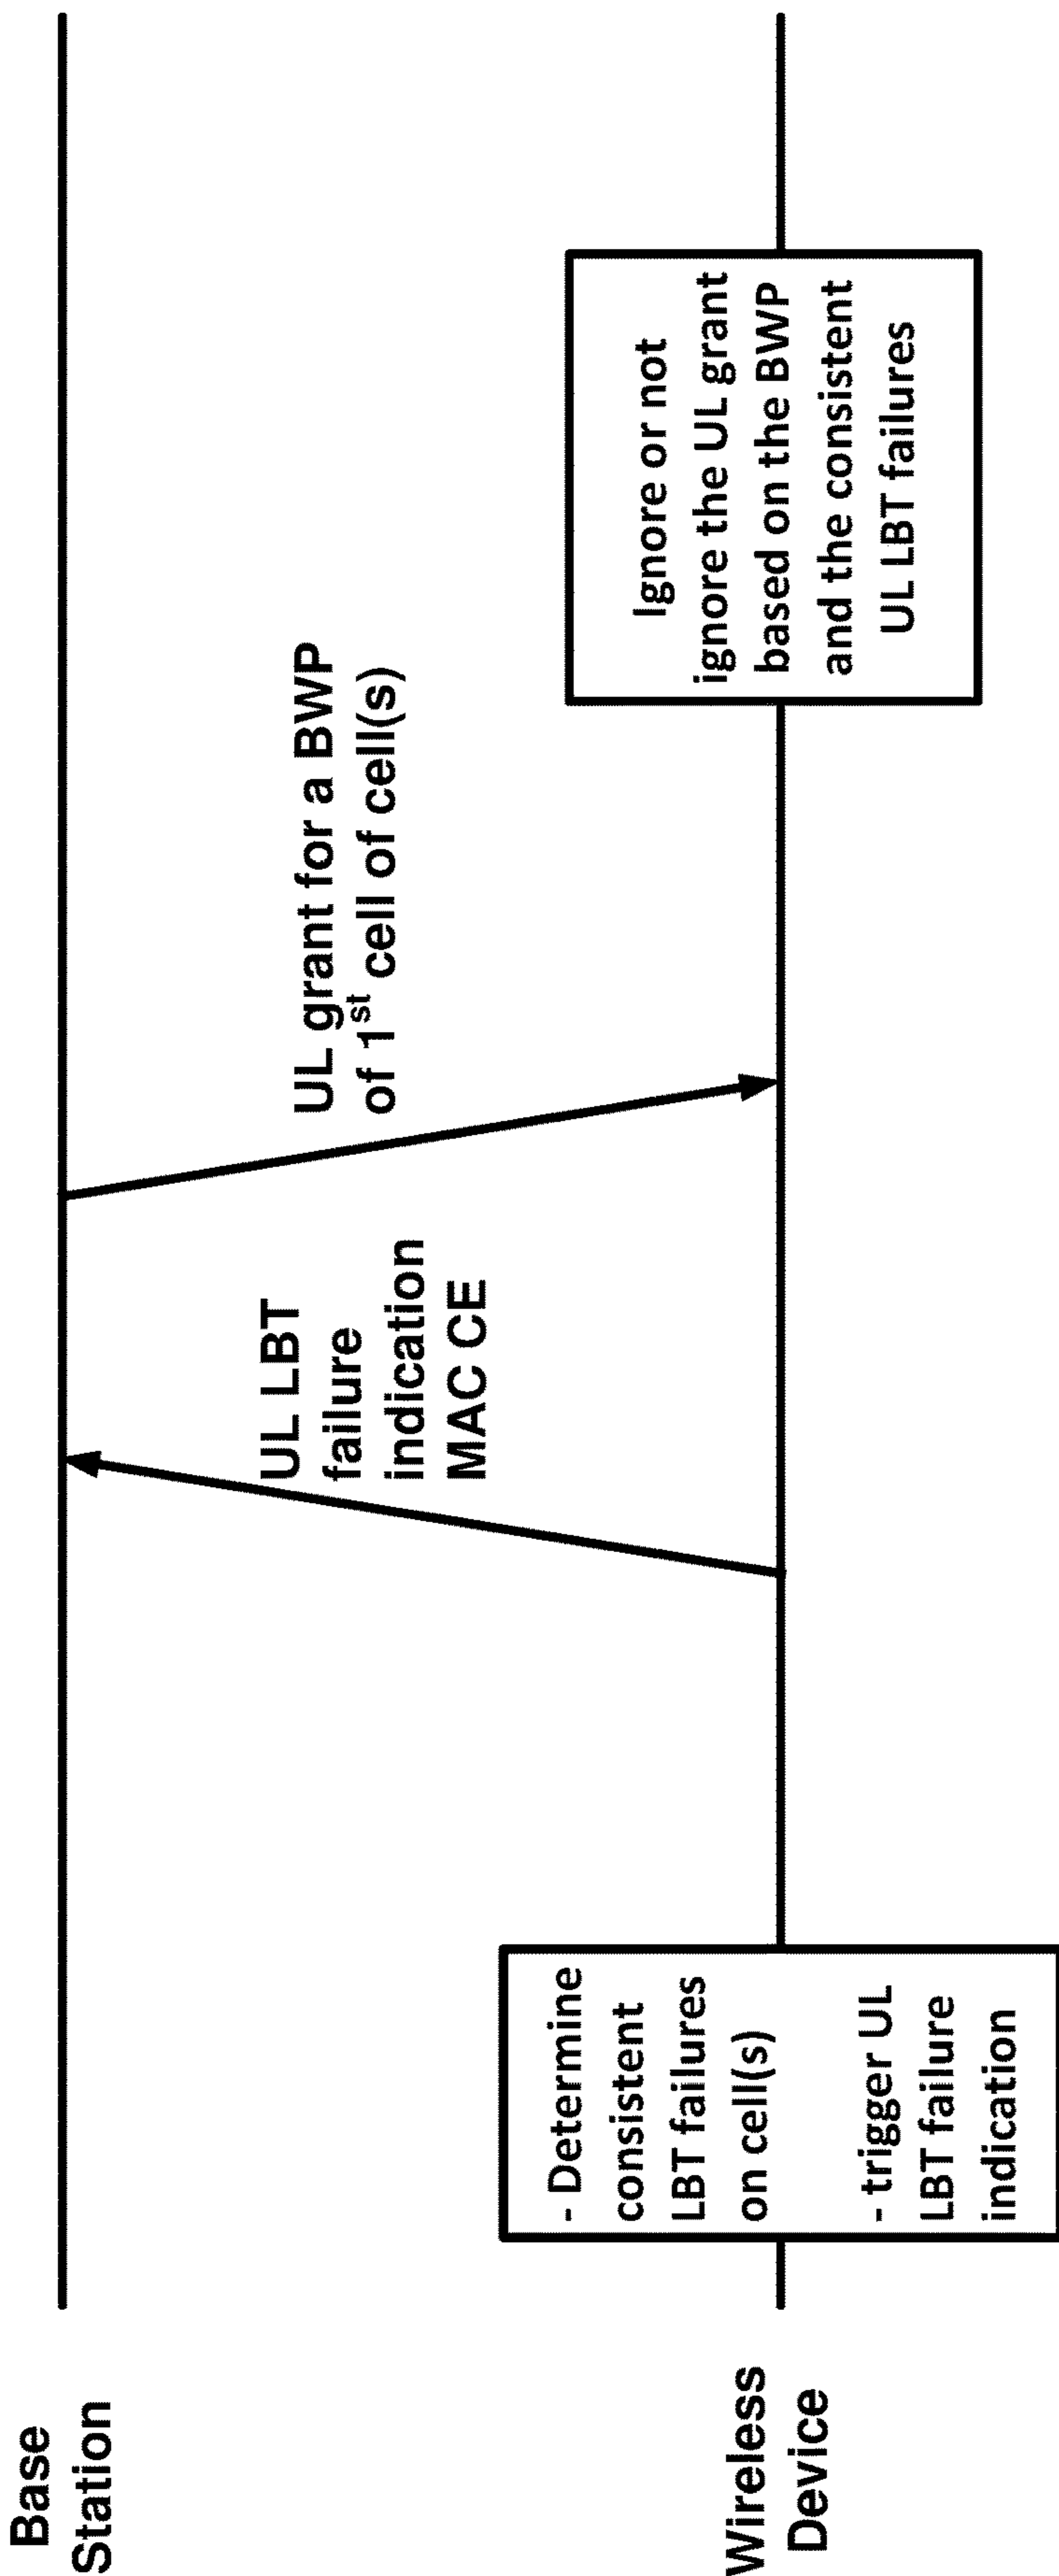 Base
Station
Wireless
Device
- Determine
consistent
LBT failures
on cell(s)
- trigger UL
LBT failure
indication
UL LBT
failure
indication
MAC CE
UL grant for a BWP
of 1st cell of cell(s)
Ignore or not
ignore the UL grant
based on the BWP
and the consistent
UL LBT failures